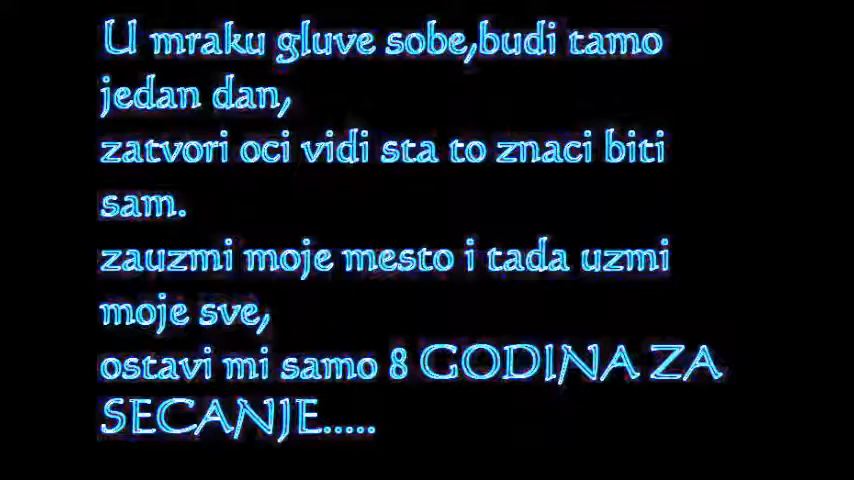 U mraku gluve sobe,budi tamo
jedan dan,
zatvori oci vidi sta to znaci biti
sam.
zauzmi moje mesto i tada uzmi
moje sve,
ostavi mi samo 8 GODINA ZA
SECANJE.....